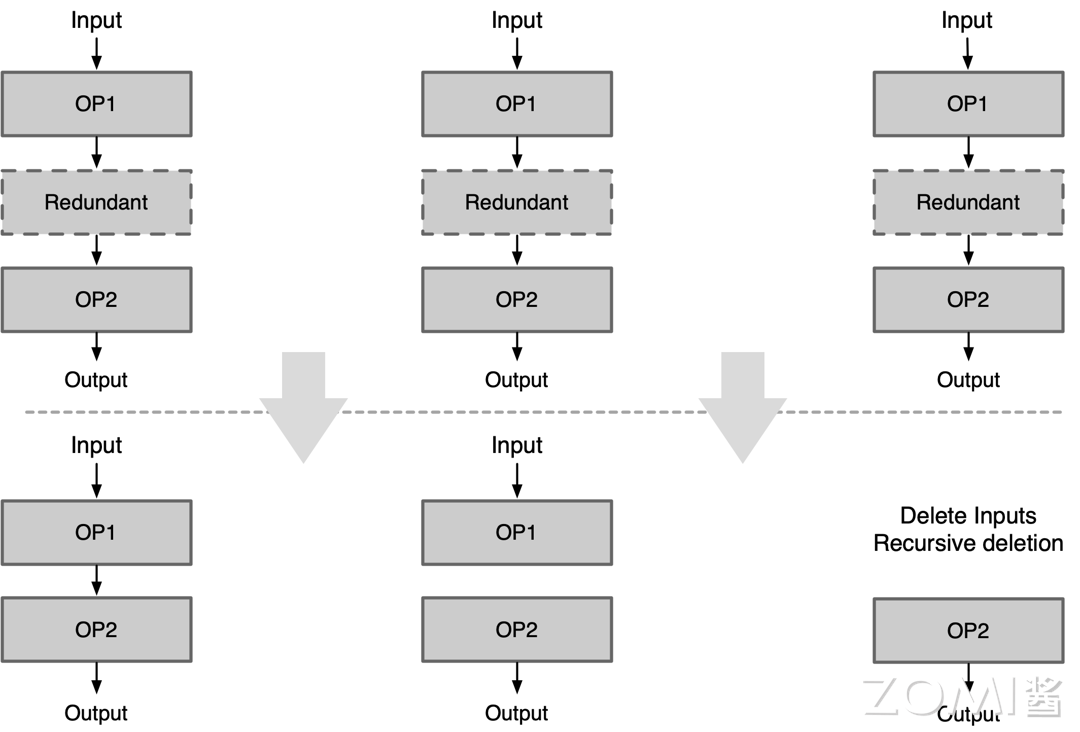 Input
Input
Input
OP1
OP1
OP1
Redundant
Redundant
Redundant
OP2
OP2
OP2
Output
Output
Output
Input
Input
OP1
OP1
Delete Inputs
Recursive deletion
OP2
OP2
OP2
Output
Output
Output
ZOMI酱